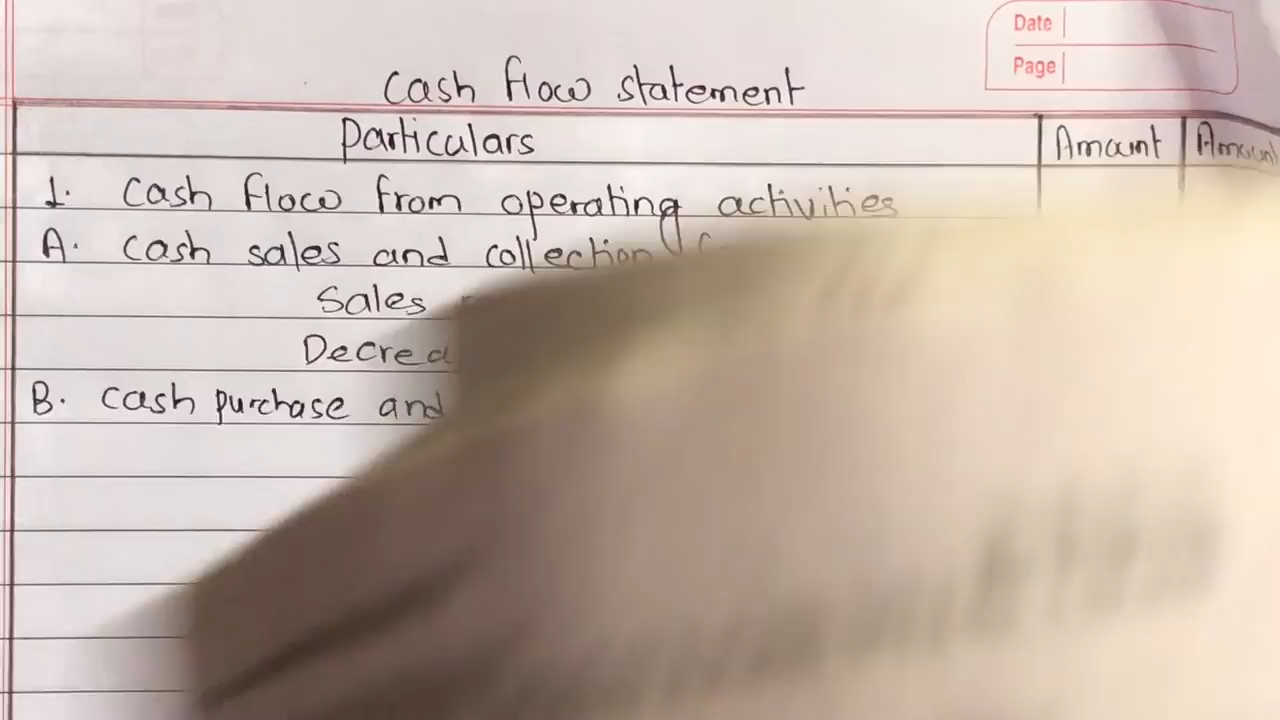 Date
Page
Cash flow statement
Particulars Amount Amount
1. Cash flow from operating activities
A. Cash sales and collection
Sales
Decrea
B. Cash purchase and